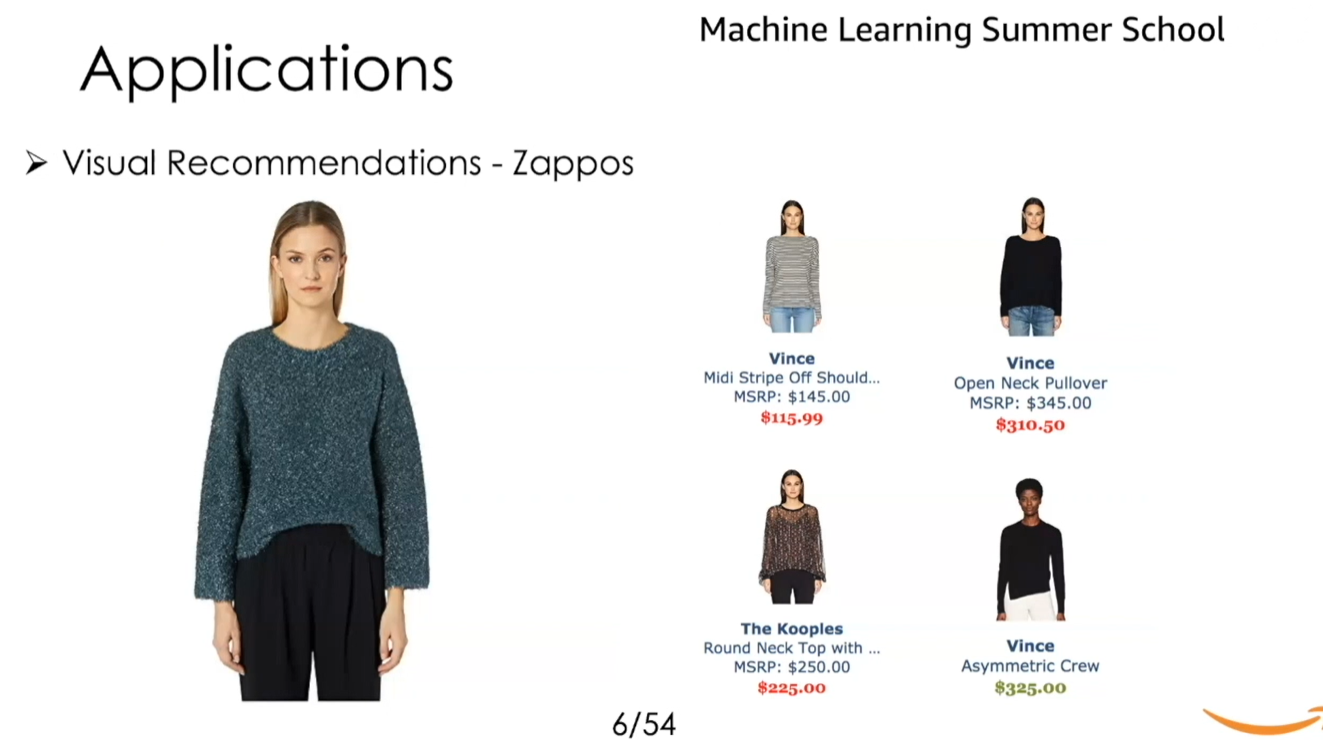 Machine Learning Summer School
Applications
➢ Visual Recommendations - Zappos
Vince
Midi Stripe Off Should...
MSRP: $145.00
$115.99
Vince
Open Neck Pullover
MSRP: $345.00
$310.50
The Kooples
Round Neck Top with ...
MSRP: $250.00
$225.00
Vince
Asymmetric Crew
$325.00
6/54